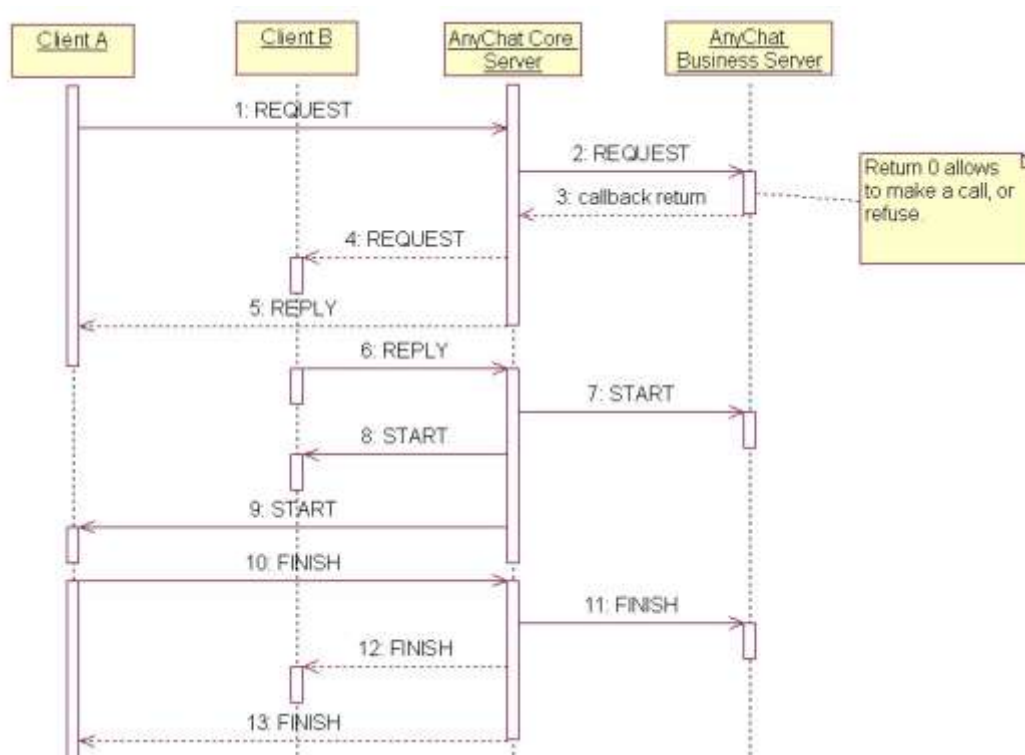 Client A
Client B
AnyChat Core
Server
AnyChat
Business Server
1: REQUEST
2: REQUEST
Return 0 allows
to make a call, or
refuse.
3: callback return
4: REQUEST
5: REPLY
6: REPLY
7: START
8: START
9: START
10: FINISH
11: FINISH
12: FINISH
13: FINISH